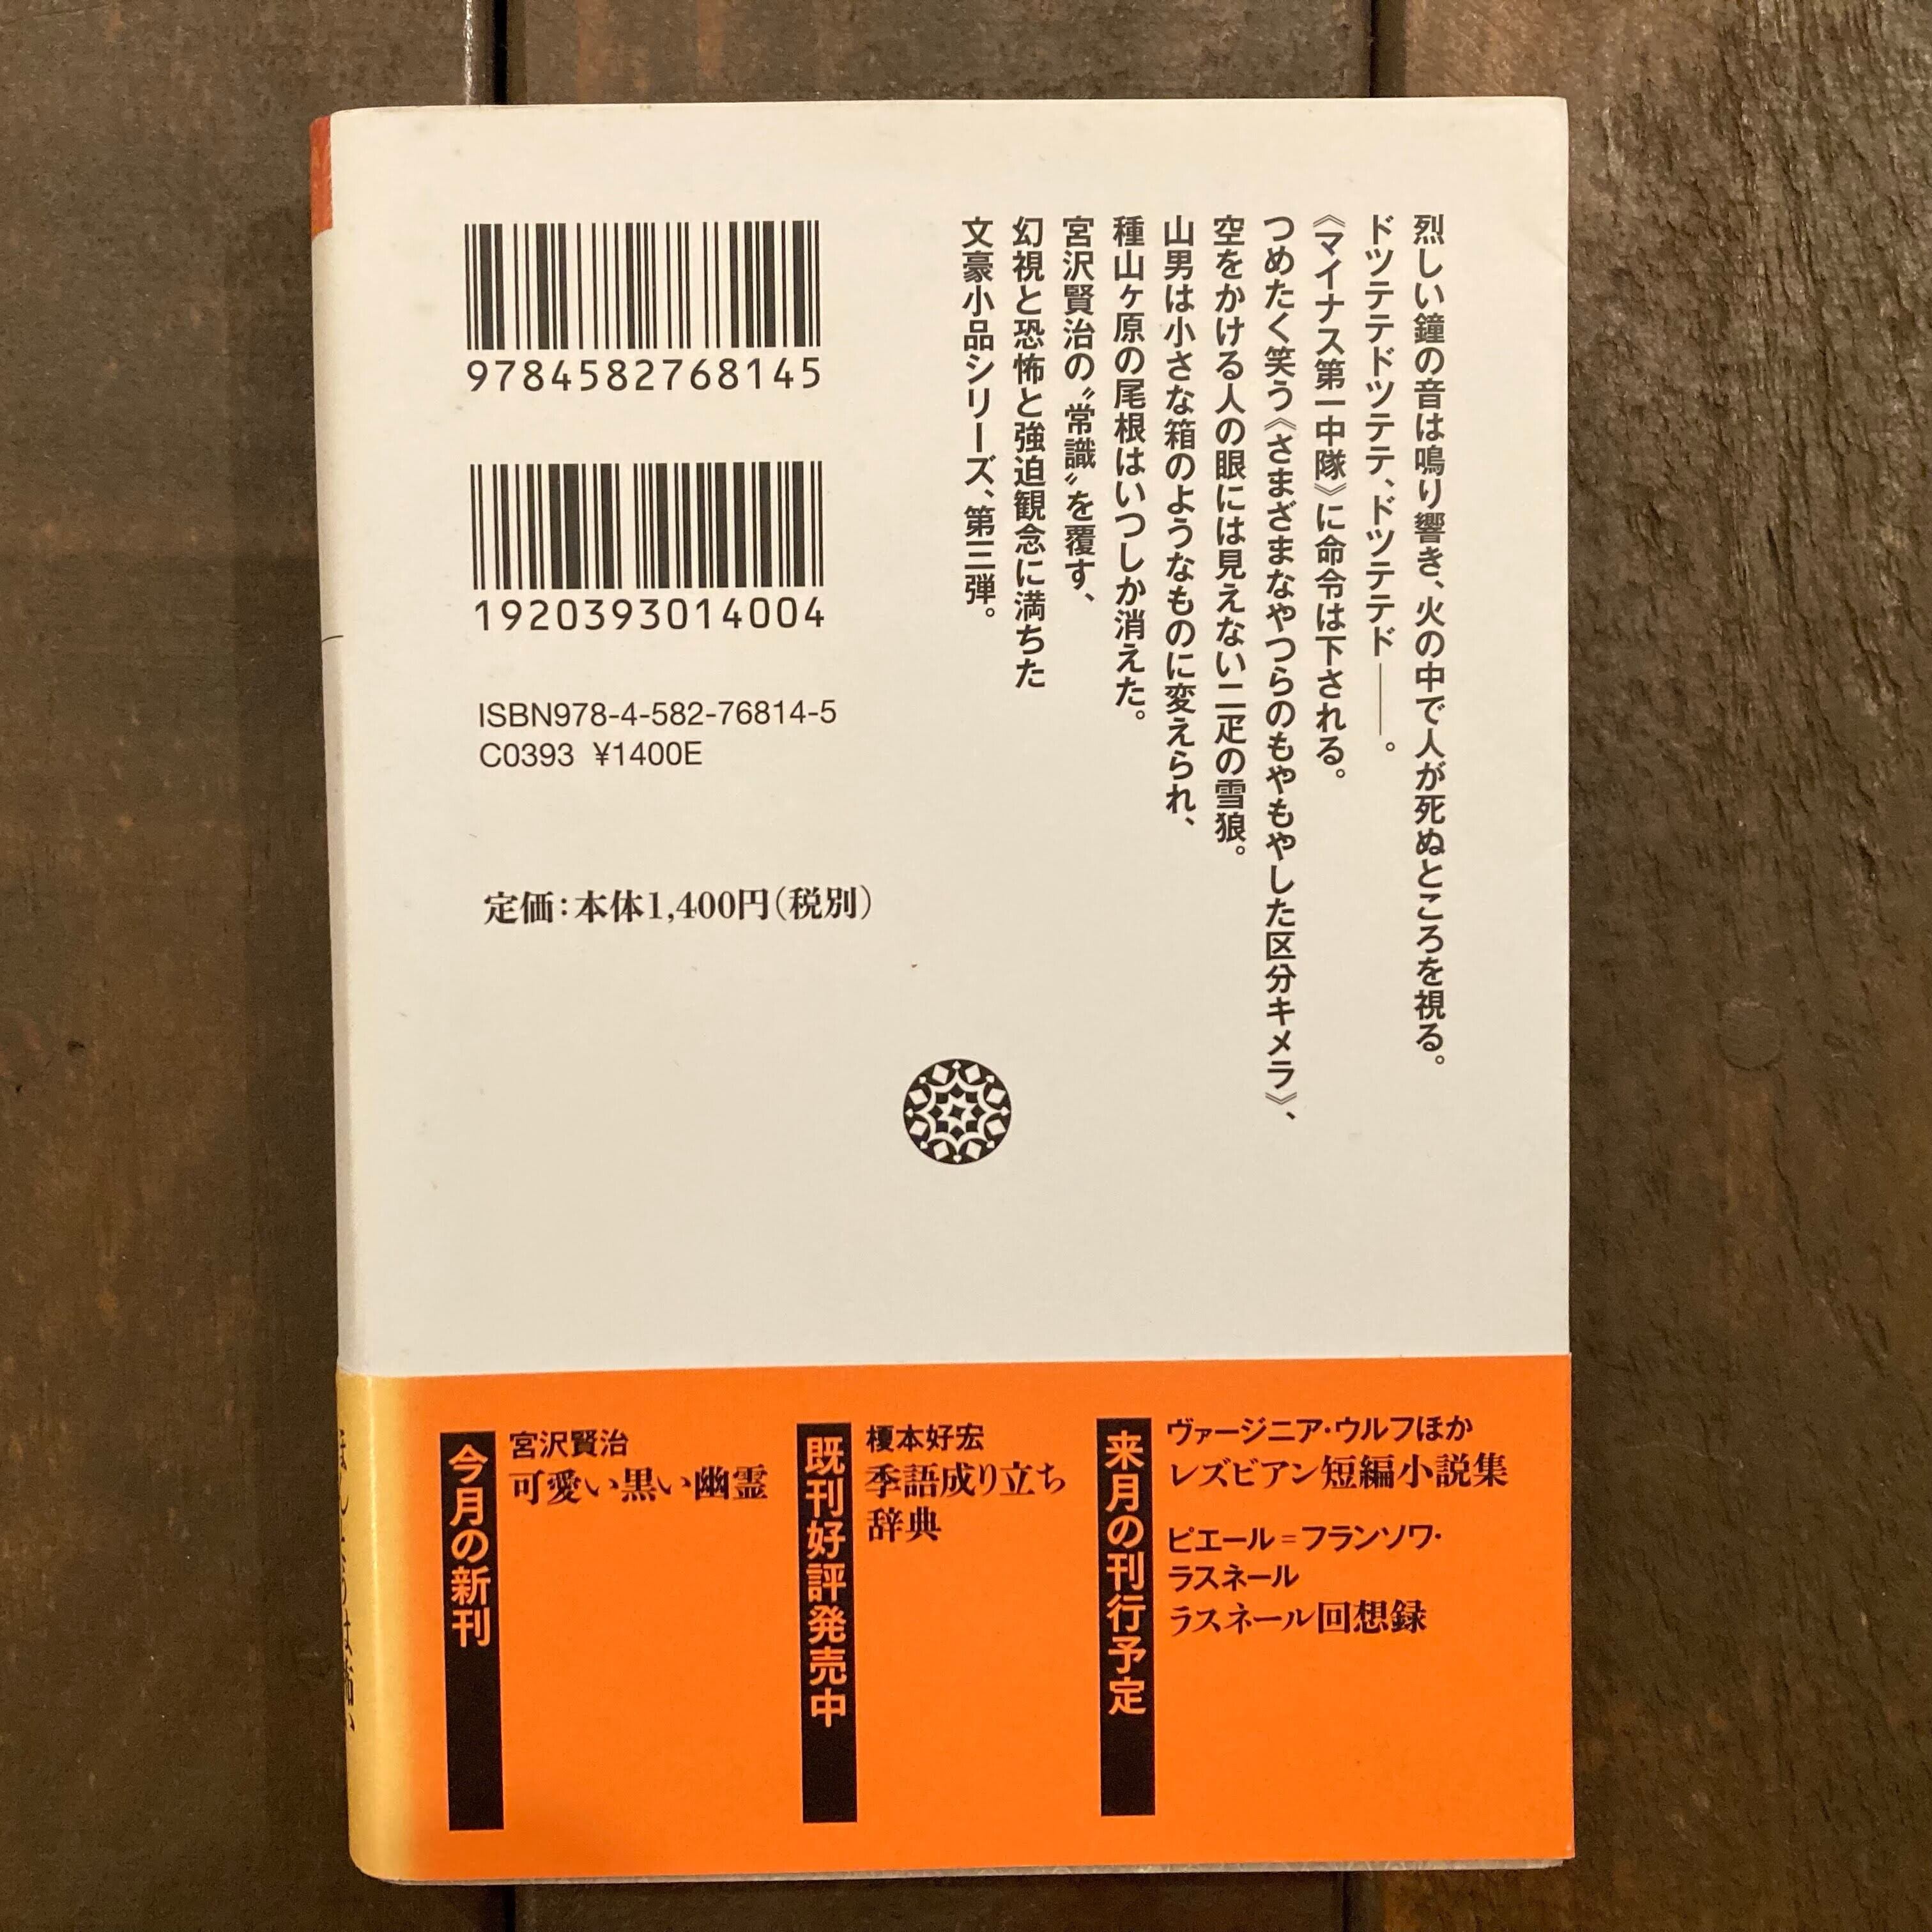 烈しい鐘の音は鳴り響き、火の中で人が死ぬところを視る。
ドツテテドツテテ、ドツテテド――。
《マイナス第一中隊》に命令は下される。
つめたく笑う《さまざまなやつらのもやもやした区分キメラ》、
空をかける人の眼には見えない二疋の雪狼。
山男は小さな箱のようなものに変えられ、
種山ヶ原の尾根はいつしか消えた。
宮沢賢治の〝常識〟を覆す、
幻視と恐怖と強迫観念に満ちた
文豪小品シリーズ、第三弾。
9784582768145
1920393014004
ISBN978-4-582-76814-5
C0393 ¥1400E
定価：本体1,400円（税別）
来月の刊行予定
ヴァージニア・ウルフほか
レズビアン短編小説集
ピエール＝フランソワ・
ラスネール
ラスネール回想録
既刊好評発売中
榎本好宏
季語成り立ち
辞典
今月の新刊
宮沢賢治
可愛い黒い幽霊